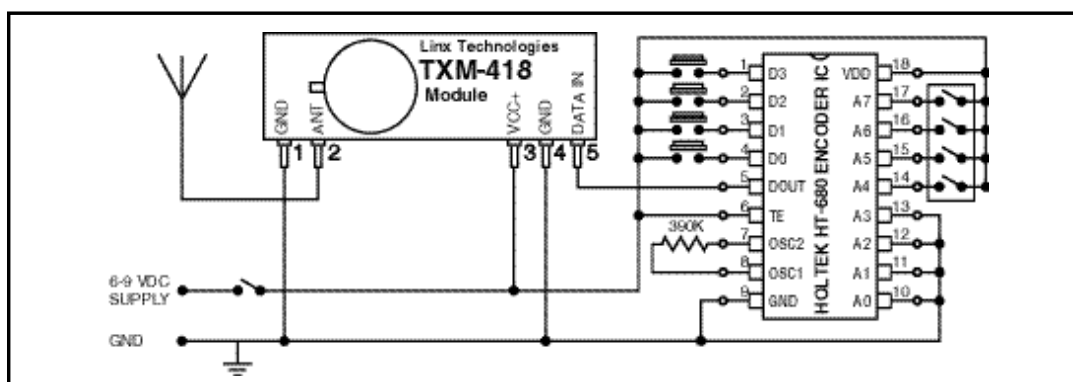 Linx Technologies
TXM-418
Module
GND
ANT
VCC+
GND
DATA IN
1
2
3
4
5
6-9 VDC
SUPPLY
GND
390K
HOLTEK HT-680 ENCODER IC
1 D3
2 D2
3 D1
4 D0
5 DOUT
6 TE
7 OSC2
8 OSC1
9 GND
VDD 18
A7 17
A6 16
A5 15
A4 14
A3 13
A2 12
A1 11
A0 10